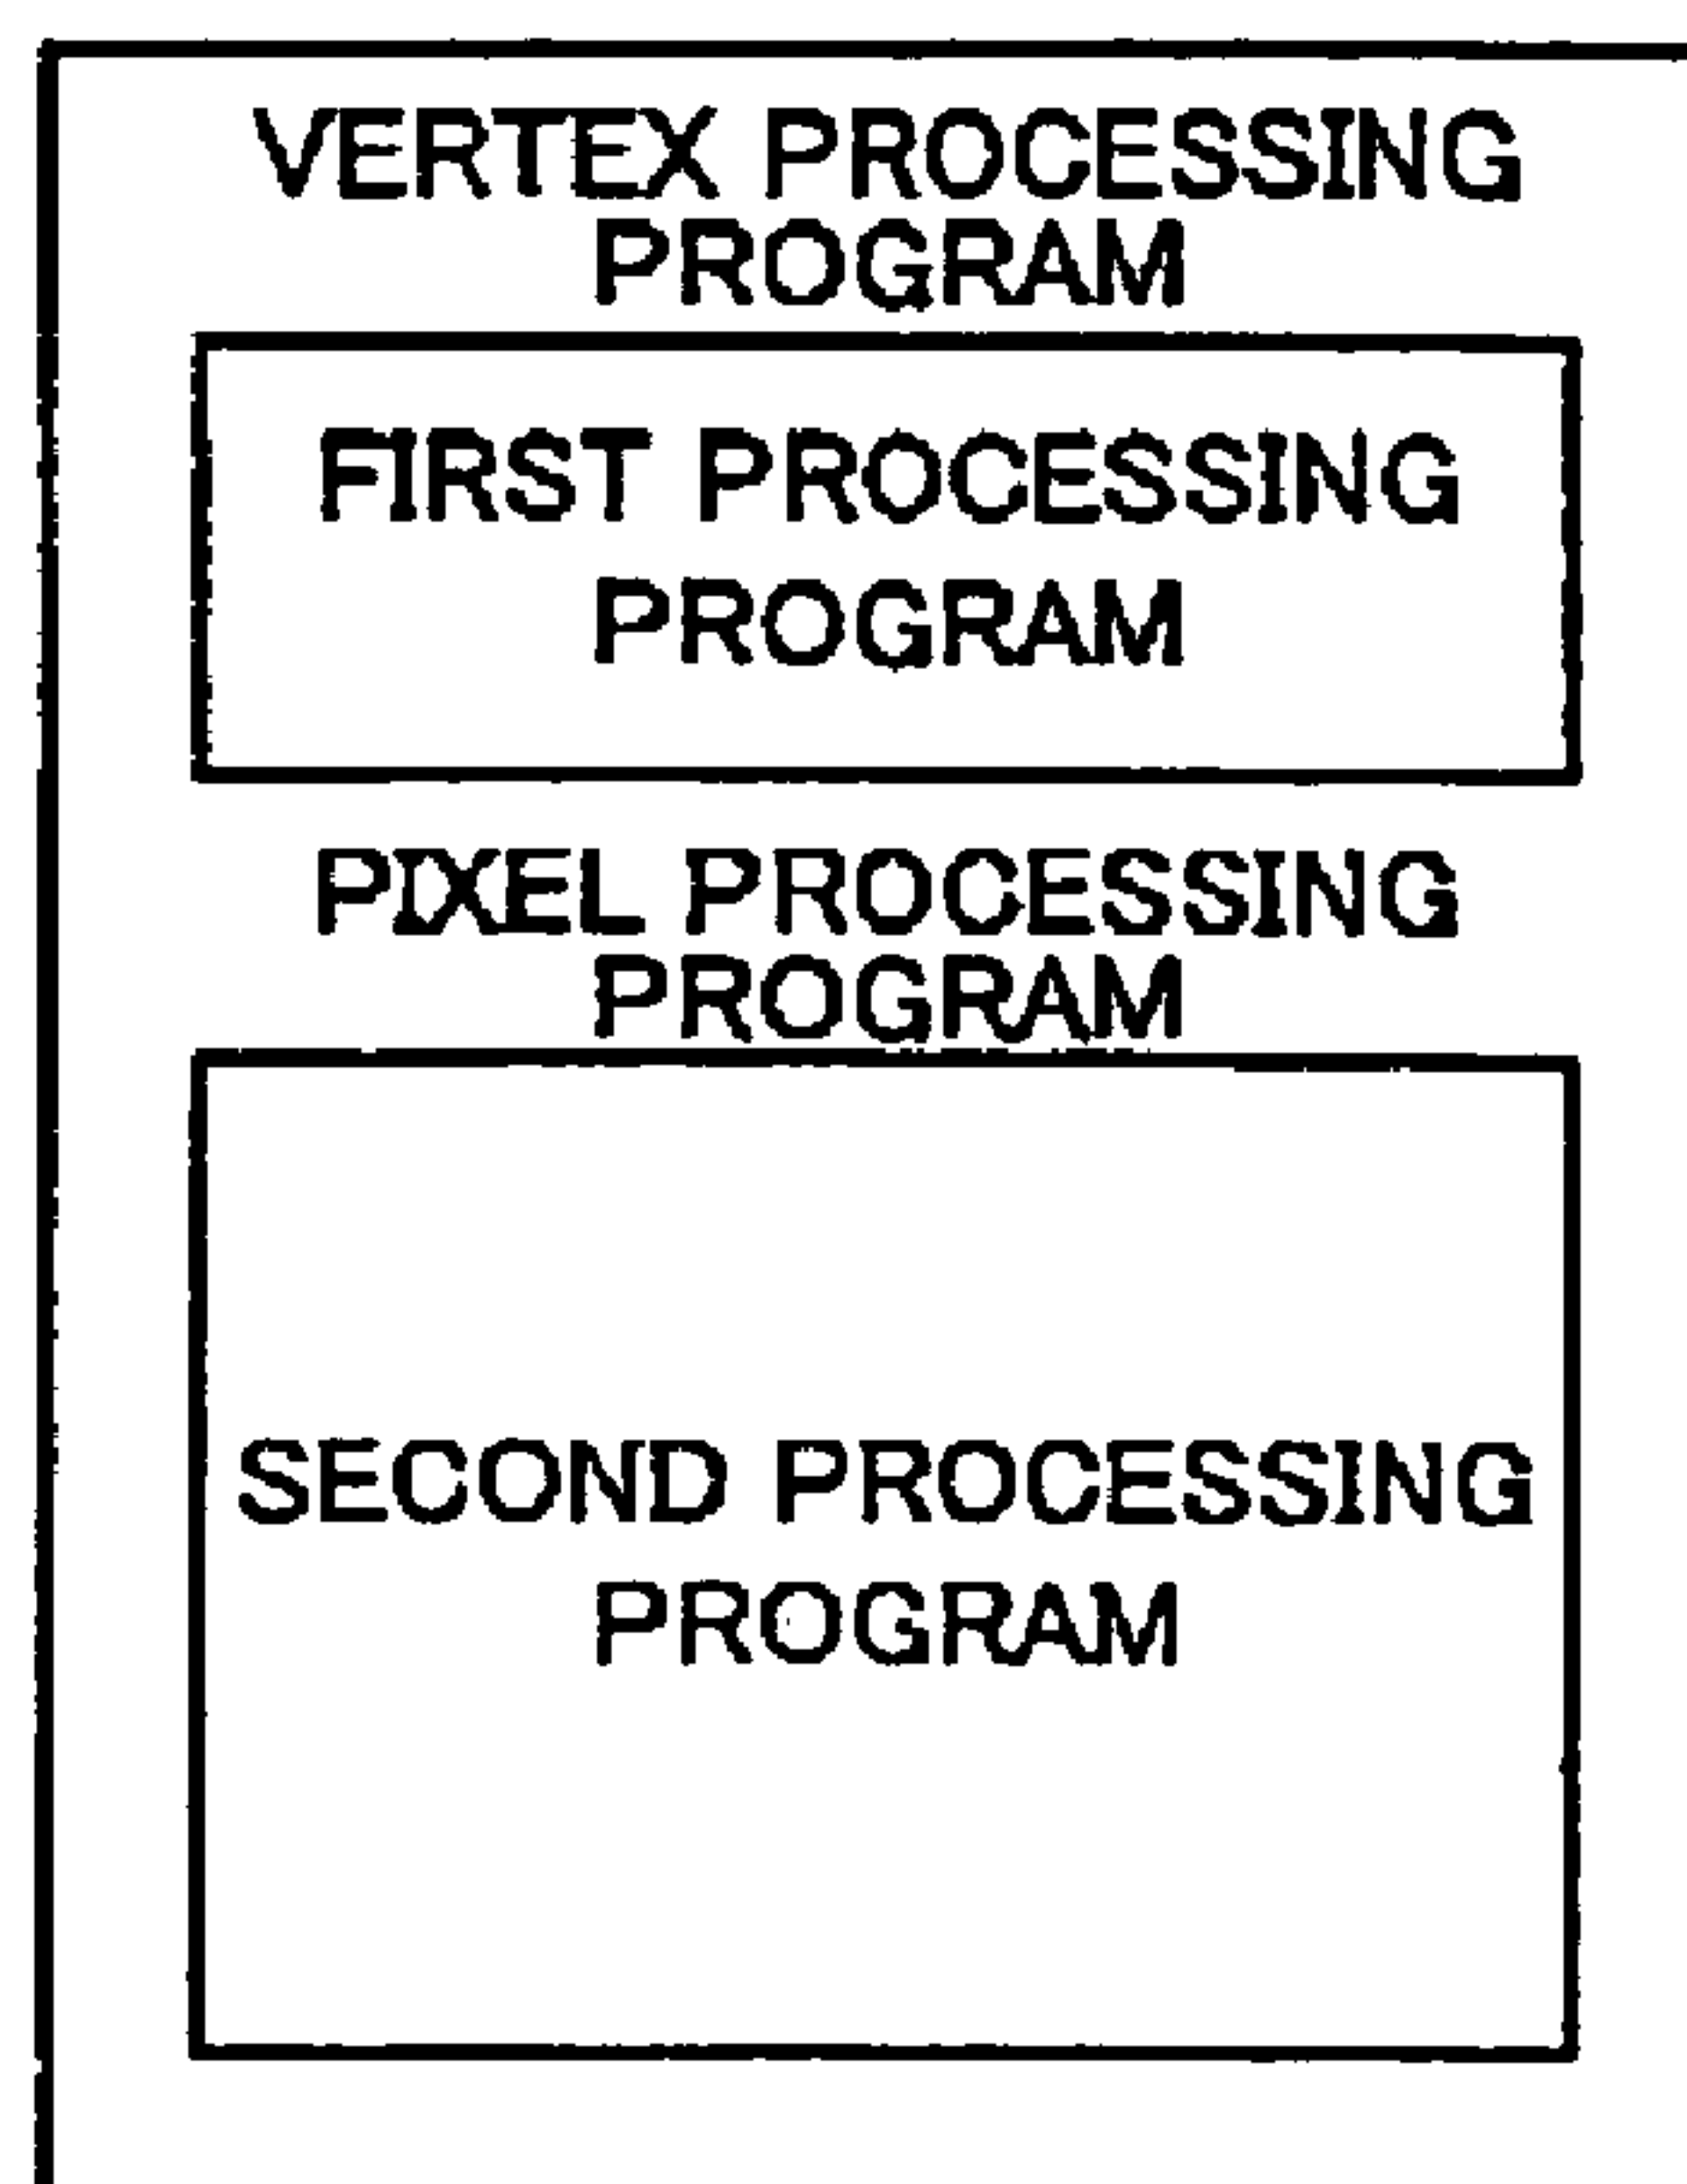 VERTEX PROCESSING
PROGRAM
FIRST PROCESSING
PROGRAM
PIXEL PROCESSING
PROGRAM
SECOND PROCESSING
PROGRAM